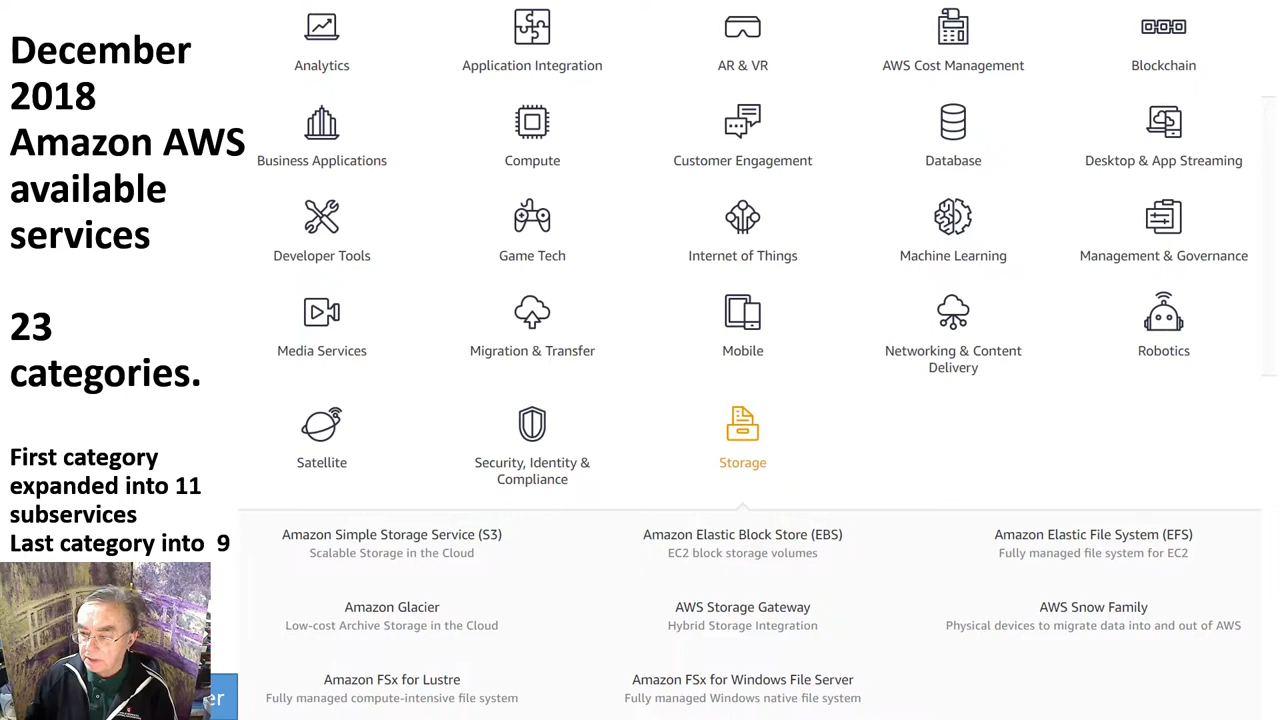 December
2018
Amazon AWS
available
services
23
categories.
First category
expanded into 11
subservices
Last category into 9
Analytics
Application Integration
AR & VR
AWS Cost Management
Blockchain
Business Applications
Compute
Customer Engagement
Database
Desktop & App Streaming
Developer Tools
Game Tech
Internet of Things
Machine Learning
Management & Governance
Media Services
Migration & Transfer
Mobile
Networking & Content
Delivery
Robotics
Satellite
Security, Identity &
Compliance
Storage
Amazon Simple Storage Service (S3)
Scalable Storage in the Cloud
Amazon Elastic Block Store (EBS)
EC2 block storage volumes
Amazon Elastic File System (EFS)
Fully managed file system for EC2
Amazon Glacier
Low-cost Archive Storage in the Cloud
AWS Storage Gateway
Hybrid Storage Integration
AWS Snow Family
Physical devices to migrate data into and out of AWS
Amazon FSx for Lustre
Fully managed compute-intensive file system
Amazon FSx for Windows File Server
Fully managed Windows native file system
er